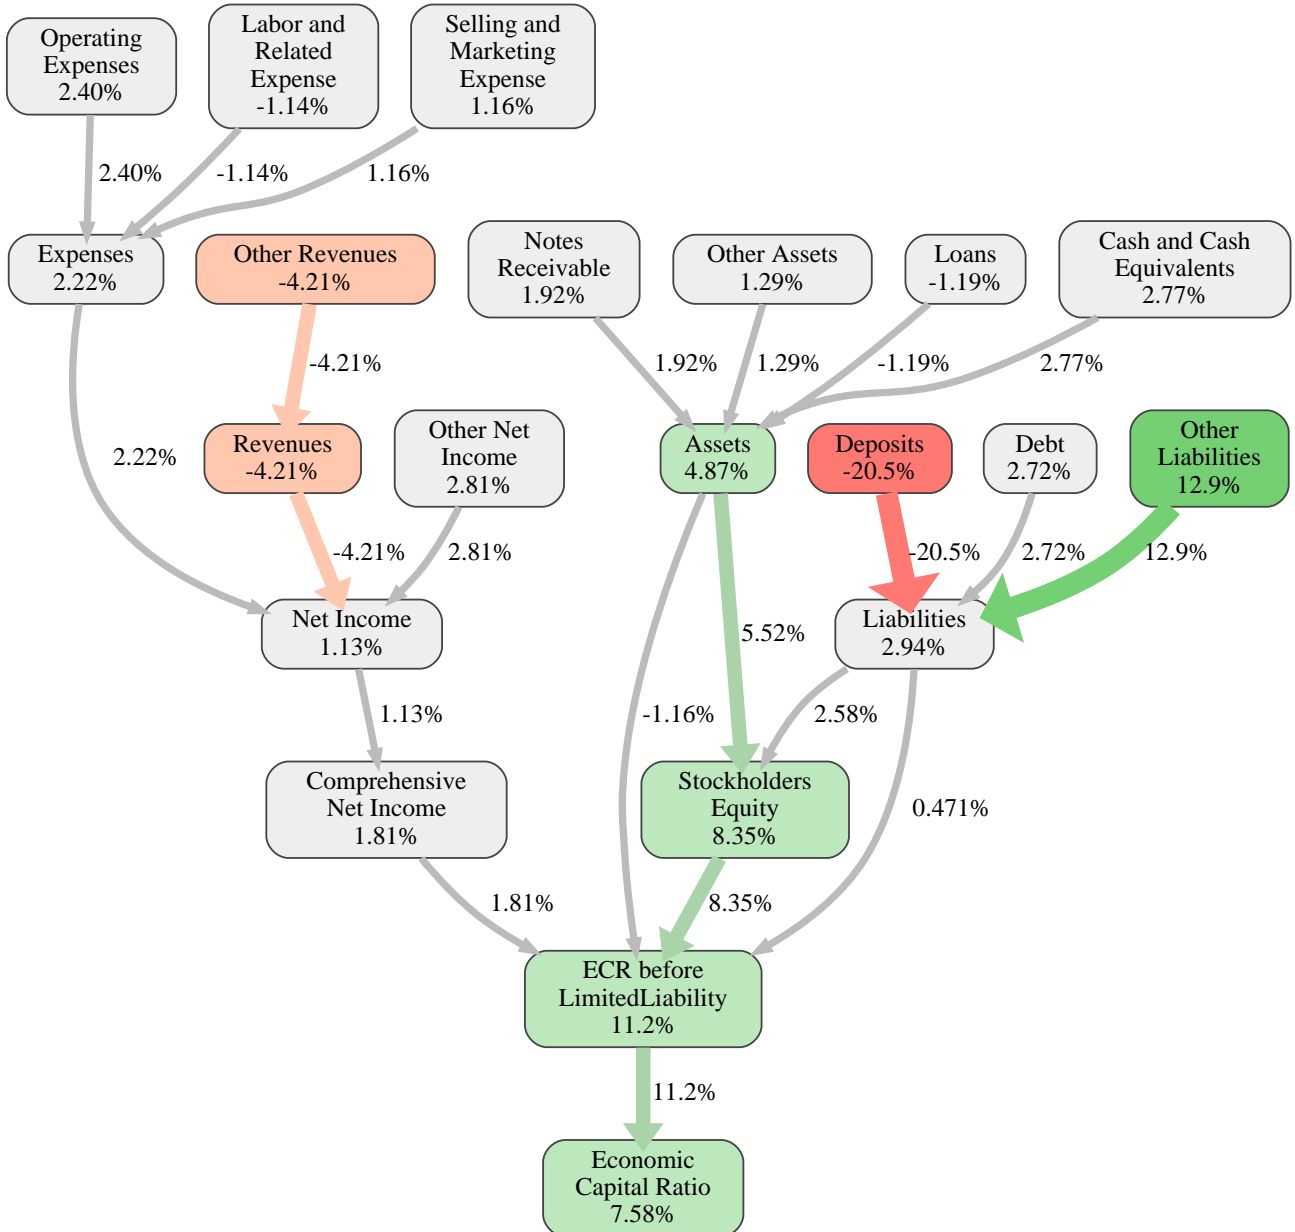 Operating
Expenses
2.40%
Labor and
Related
Expense
-1.14%
Selling and
Marketing
Expense
1.16%
2.40%
-1.14%
1.16%
Expenses
2.22%
Other Revenues
-4.21%
Notes
Receivable
1.92%
Other Assets
1.29%
Loans
-1.19%
Cash and Cash
Equivalents
2.77%
-4.21%
1.92%
1.29%
-1.19%
2.77%
2.22%
Revenues
-4.21%
Other Net
Income
2.81%
Assets
4.87%
Deposits
-20.5%
Debt
2.72%
Other
Liabilities
12.9%
-4.21%
2.81%
-20.5%
2.72%
12.9%
Net Income
1.13%
5.52%
Liabilities
2.94%
1.13%
-1.16%
2.58%
Comprehensive
Net Income
1.81%
Stockholders
Equity
8.35%
0.471%
1.81%
8.35%
ECR before
LimitedLiability
11.2%
11.2%
Economic
Capital Ratio
7.58%